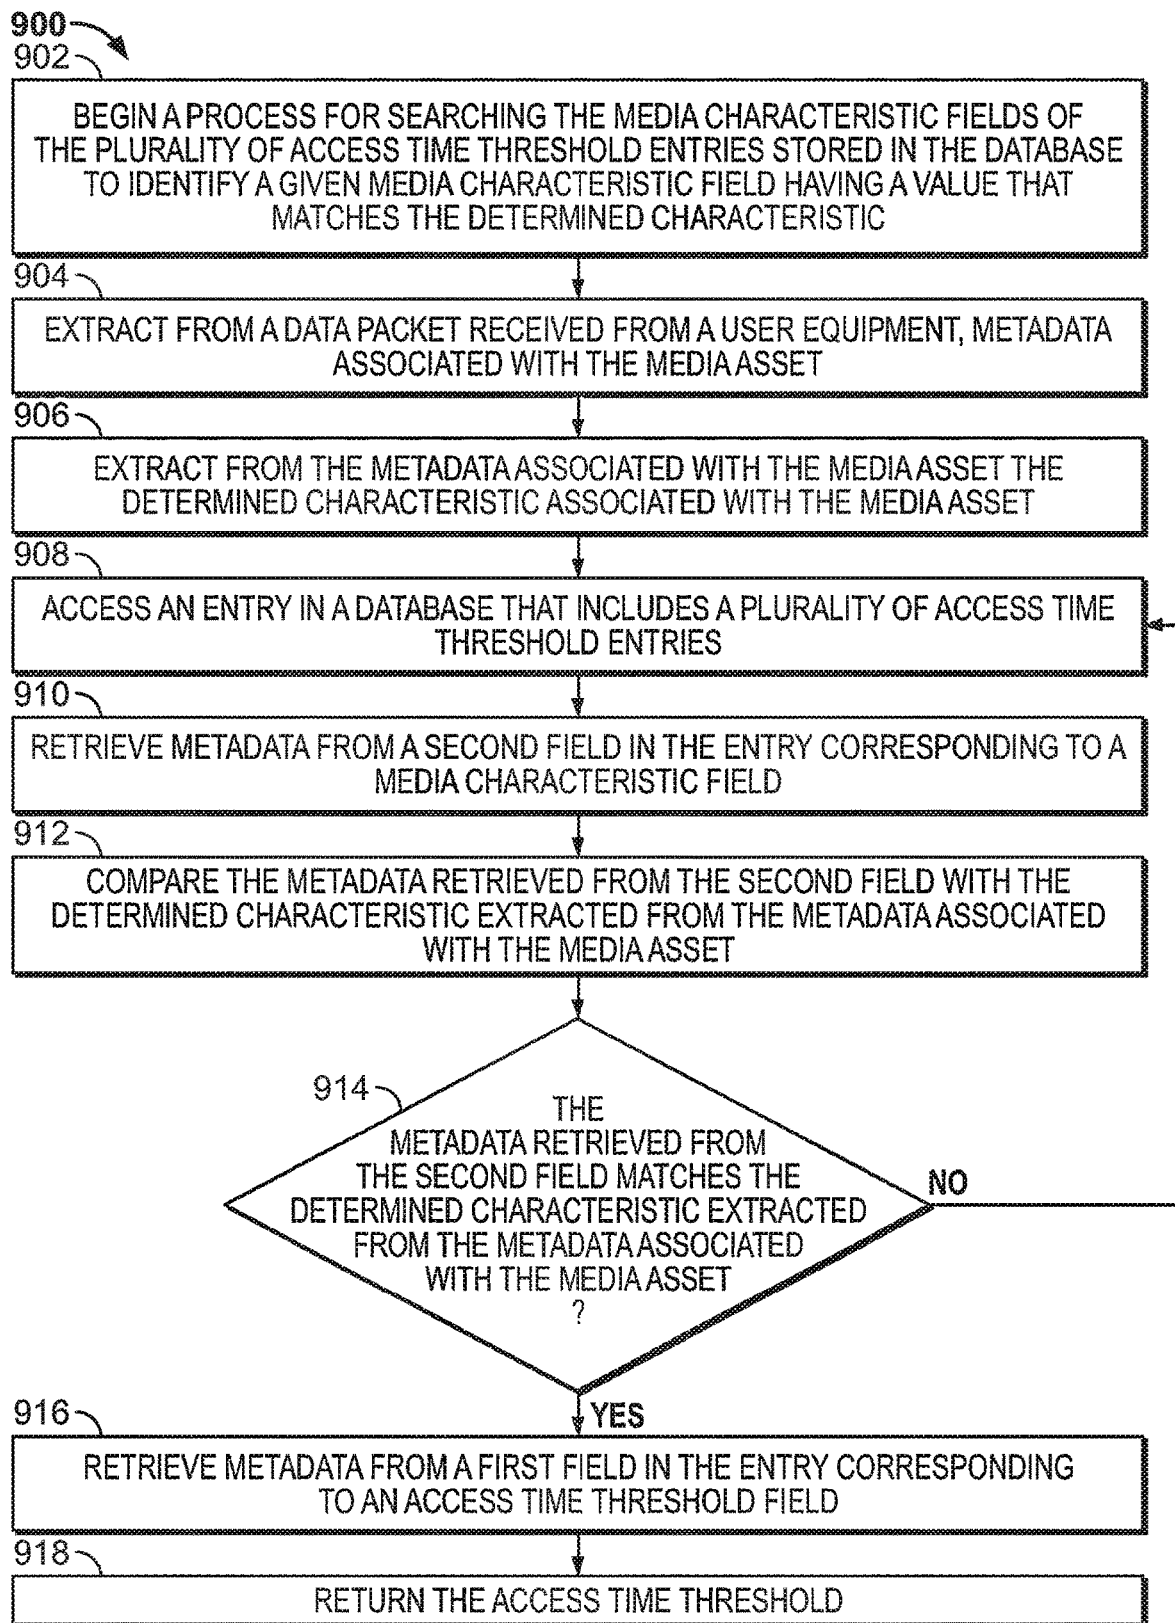 900
902
BEGIN A PROCESS FOR SEARCHING THE MEDIA CHARACTERISTIC FIELDS OF
THE PLURALITY OF ACCESS TIME THRESHOLD ENTRIES STORED IN THE DATABASE
TO IDENTIFY A GIVEN MEDIA CHARACTERISTIC FIELD HAVING A VALUE THAT
MATCHES THE DETERMINED CHARACTERISTIC
904
EXTRACT FROM A DATA PACKET RECEIVED FROM A USER EQUIPMENT, METADATA
ASSOCIATED WITH THE MEDIA ASSET
906
EXTRACT FROM THE METADATA ASSOCIATED WITH THE MEDIA ASSET THE
DETERMINED CHARACTERISTIC ASSOCIATED WITH THE MEDIA ASSET
908
ACCESS AN ENTRY IN A DATABASE THAT INCLUDES A PLURALITY OF ACCESS TIME
THRESHOLD ENTRIES
910
RETRIEVE METADATA FROM A SECOND FIELD IN THE ENTRY CORRESPONDING TO A
MEDIA CHARACTERISTIC FIELD
912
COMPARE THE METADATA RETRIEVED FROM THE SECOND FIELD WITH THE
DETERMINED CHARACTERISTIC EXTRACTED FROM THE METADATA ASSOCIATED
WITH THE MEDIA ASSET
914
THE
METADATA RETRIEVED FROM
THE SECOND FIELD MATCHES THE
DETERMINED CHARACTERISTIC EXTRACTED
FROM THE METADATA ASSOCIATED
WITH THE MEDIA ASSET
?
NO
YES
916
RETRIEVE METADATA FROM A FIRST FIELD IN THE ENTRY CORRESPONDING
TO AN ACCESS TIME THRESHOLD FIELD
918
RETURN THE ACCESS TIME THRESHOLD